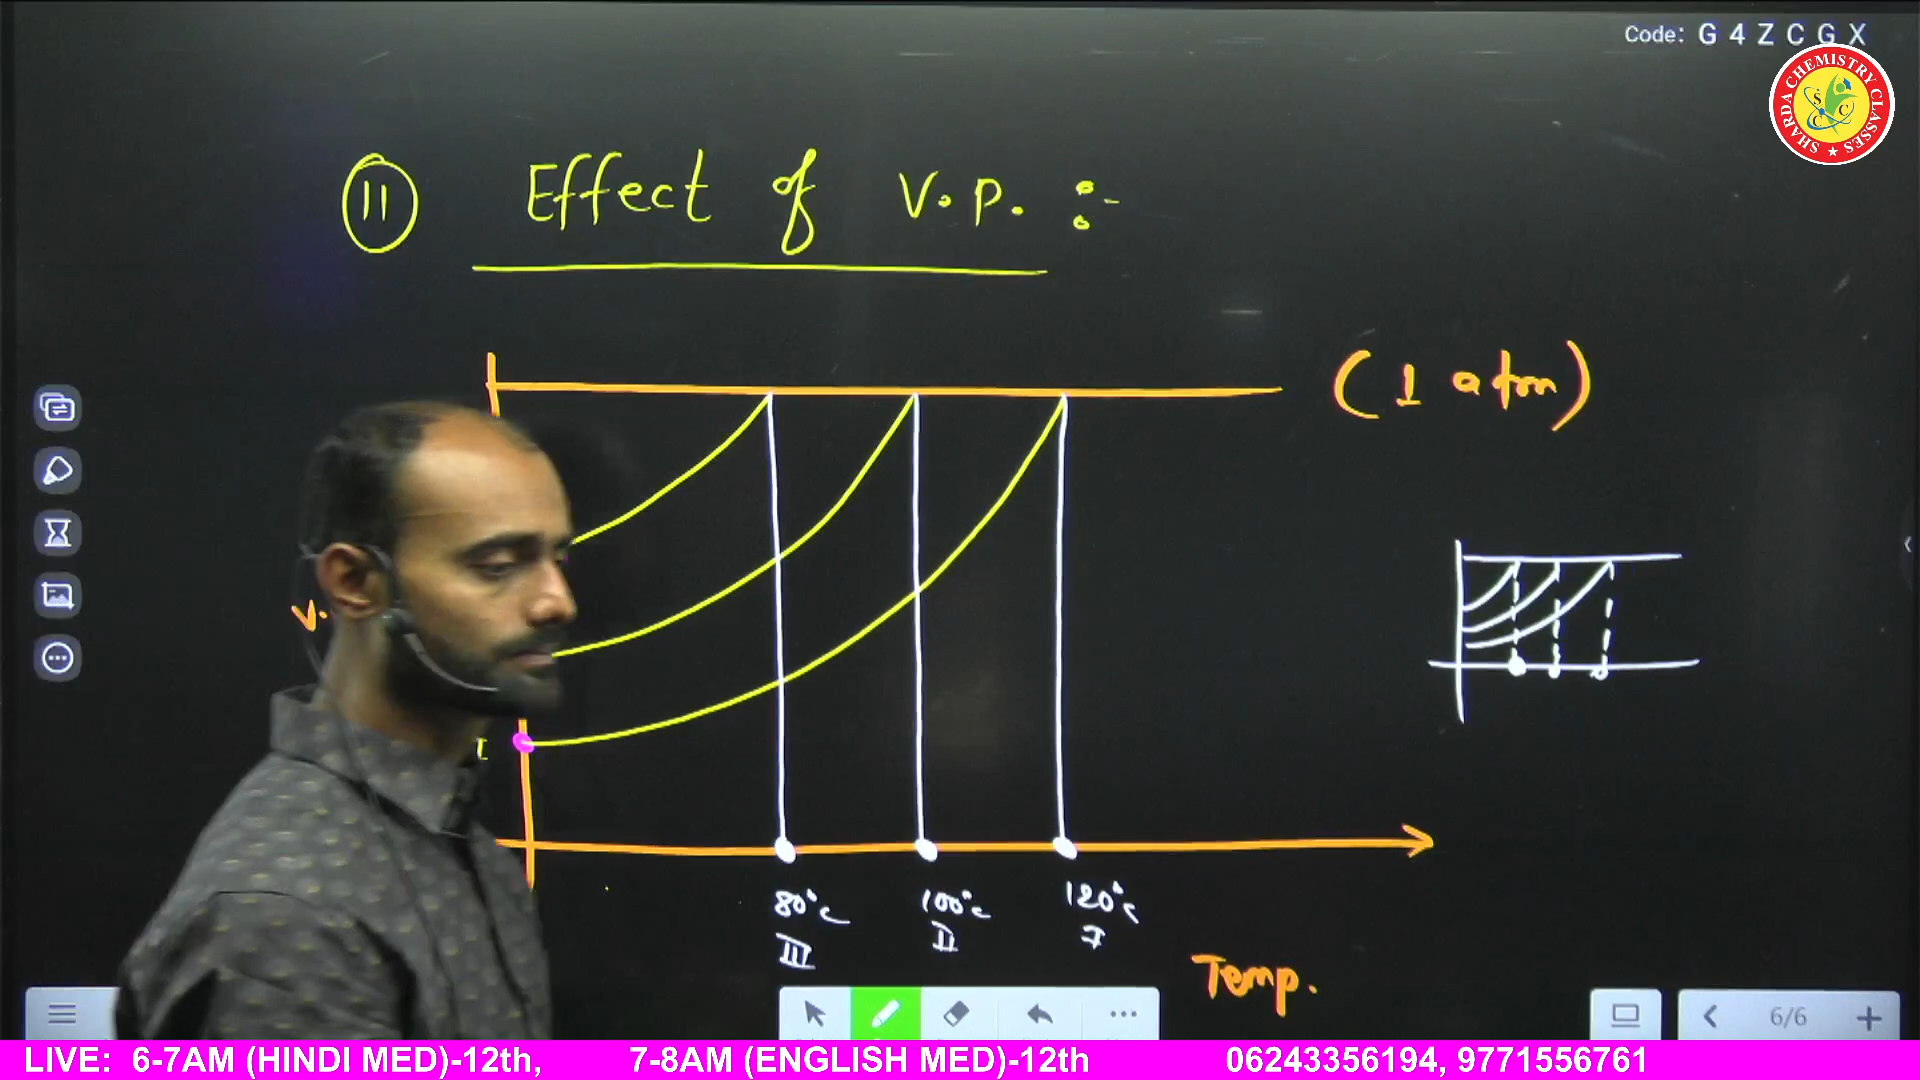 Code: G 4 Z C G X
SHARDA CHEMISTRY CLASSES ★
S C C
(11) Effect of V.P. :-
(1 atm)
V.
I
80°C 100°C 120°C
III II I
Temp.
6/6
LIVE: 6-7AM (HINDI MED)-12th, 7-8AM (ENGLISH MED)-12th 06243356194, 9771556761